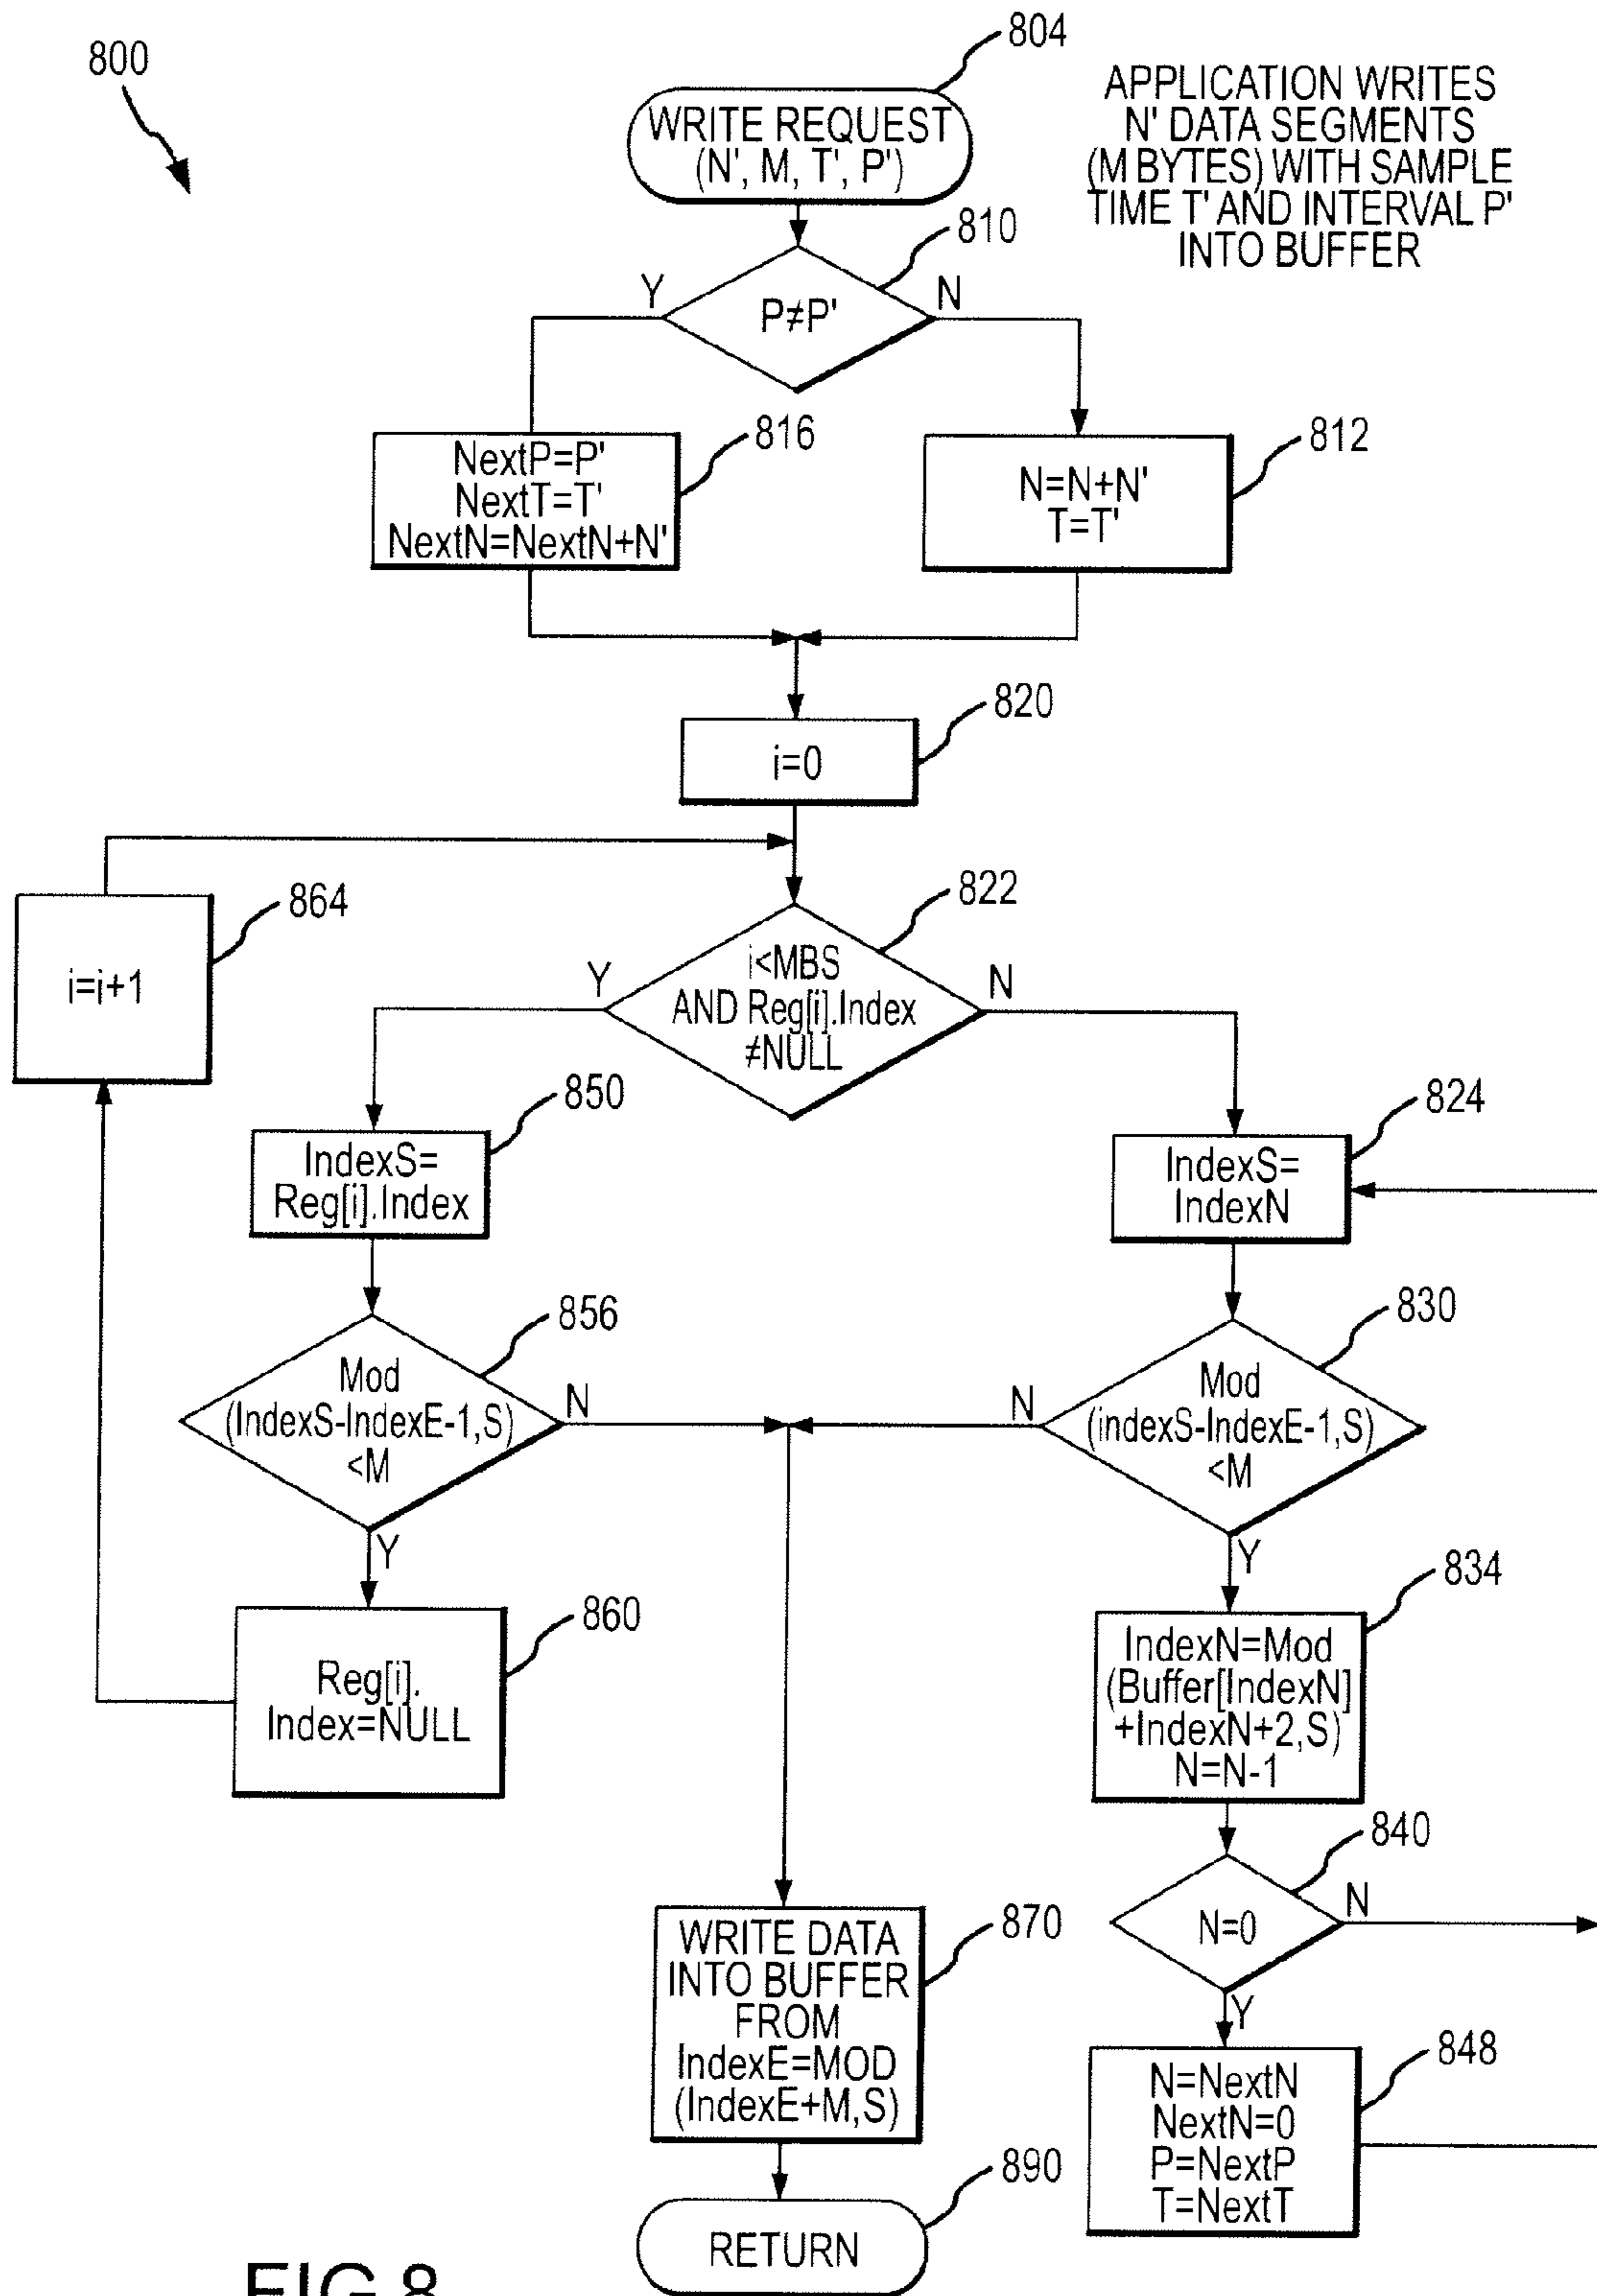 800
804
WRITE REQUEST
(N', M, T', P')
APPLICATION WRITES
N' DATA SEGMENTS
(M BYTES) WITH SAMPLE
TIME T' AND INTERVAL P'
INTO BUFFER
810
Y
P≠P'
N
816
NextP=P'
NextT=T'
NextN=NextN+N'
812
N=N+N'
T=T'
820
i=0
864
i=i+1
822
Y
i<MBS
AND Reg[i].Index
≠NULL
N
850
IndexS=
Reg[i].Index
824
IndexS=
IndexN
856
Mod
(IndexS-IndexE-1,S)
<M
N
Y
830
Mod
(indexS-IndexE-1,S)
<M
N
Y
860
Reg[i].
Index=NULL
834
IndexN=Mod
(Buffer[IndexN]
+IndexN+2,S)
N=N-1
840
N=0
N
Y
870
WRITE DATA
INTO BUFFER
FROM
IndexE=MOD
(IndexE+M,S)
848
N=NextN
NextN=0
P=NextP
T=NextT
890
RETURN
FIG.8